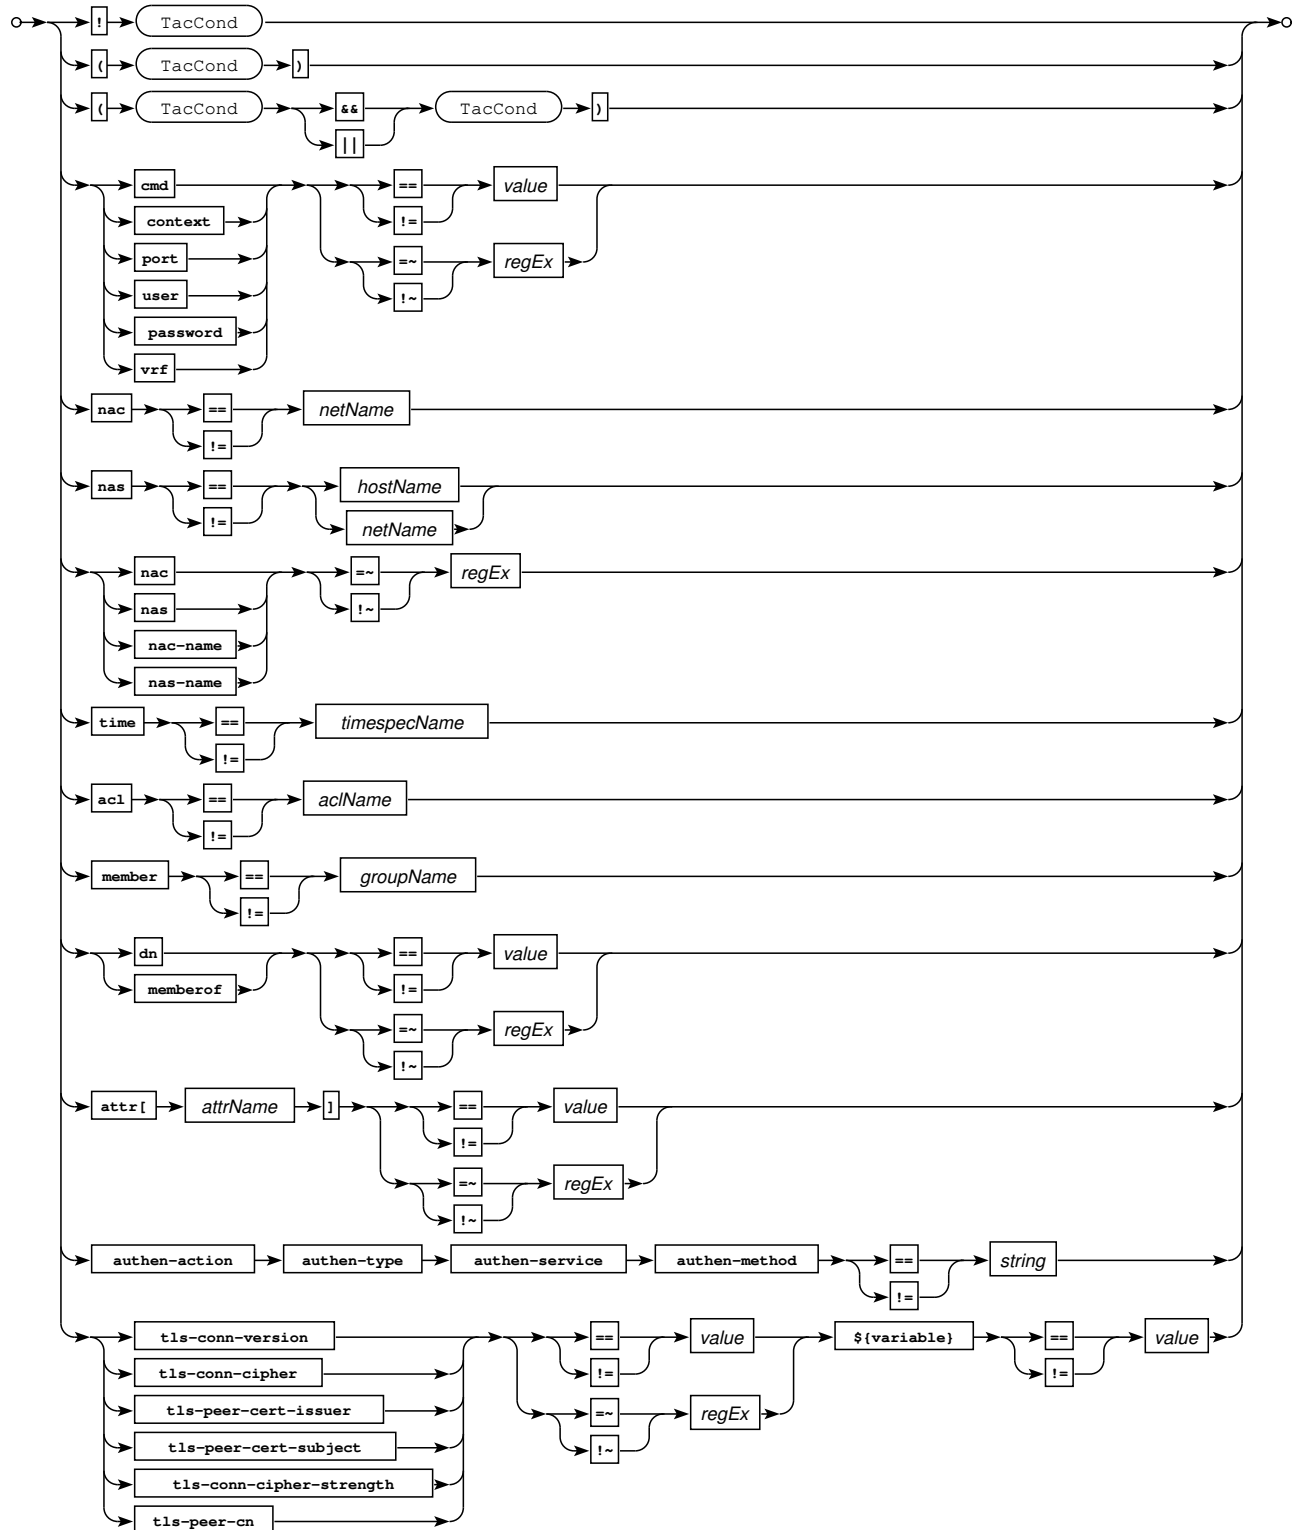 ! TacCond
( TacCond )
( TacCond && TacCond )
||
cmd == value
context !=
port =~ regEx
user !~
password
vrf
nac == netName
!=
nas == hostName
!= netName
nac =~ regEx
nas !~
nac-name
nas-name
time == timespecName
!=
acl == aclName
!=
member == groupName
!=
dn == value
memberof !=
=~ regEx
!~
attr[ attrName ] == value
!=
=~ regEx
!~
authen-action authen-type authen-service authen-method == string
!=
tls-conn-version == value ${variable} == value
tls-conn-cipher != !=
tls-peer-cert-issuer =~ regEx
tls-peer-cert-subject !~
tls-conn-cipher-strength
tls-peer-cn